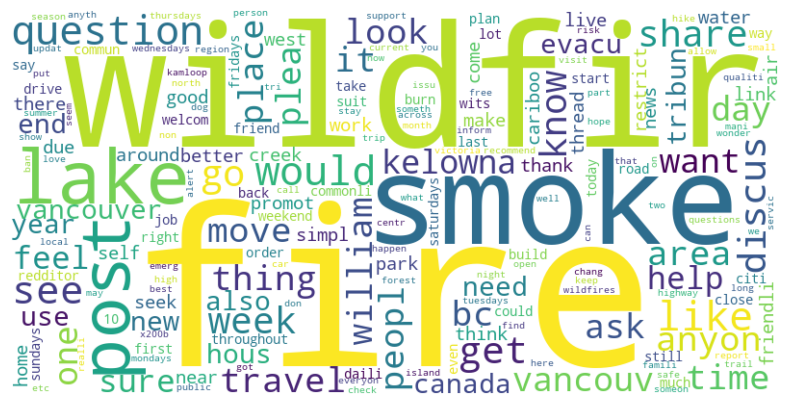 wildfir
fire
smoke
lake
post
question
place
pleat
look
it
share
evacu
know
discus
day
tribun
kelowna
want
would
go
move
thing
week
william
peopl
bc
get
need
help
area
ask
like
anyon
time
vancouv
canada
travel
sure
hous
new
also
see
feel
year
vancouver
use
one
end
there
say
commun
drive
due
around
better
creek
good
welcom
friend
west
suit
take
work
live
come
lot
plan
water
cariboo
thread
start
restrict
news
link
air
way
season
anyth
thursdays
person
support
current
you
risk
hike
updat
wednesdays
region
fridays
kamloop
put
seem
north
tri
now
stay
burn
issu
free
someth
across
month
trip
wits
make
last
inform
visit
allow
small
qualiti
part
hope
mani
wonder
summer
show
dog
non
love
ban
local
alert
self
redditor
right
job
back
call
commonli
promot
weekend
order
simpl
seek
throughout
near
first
daili
home
sundays
mondays
x200b
10
may
emerg
high
best
really
etc
public
got
car
don
happen
centr
park
forest
night
tuesdays
island
everyon
check
saturdays
what
victoria
recommend
thank
well
today
road
that
on
two
questions
we
can
servic
build
open
chang
keep
wildfires
citi
close
highway
long
friendli
could
think
find
even
here
still
much
near
famili
safe
trail
report
someon